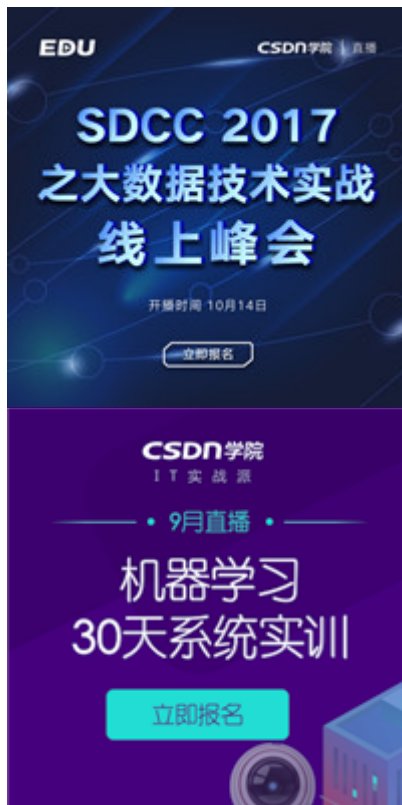 EDU CSDN学院 | 直播
SDCC 2017
之大数据技术实战
线上峰会
开播时间 10月14日
立即报名
CSDN学院
IT实战派
• 9月直播 •
机器学习
30天系统实训
立即报名